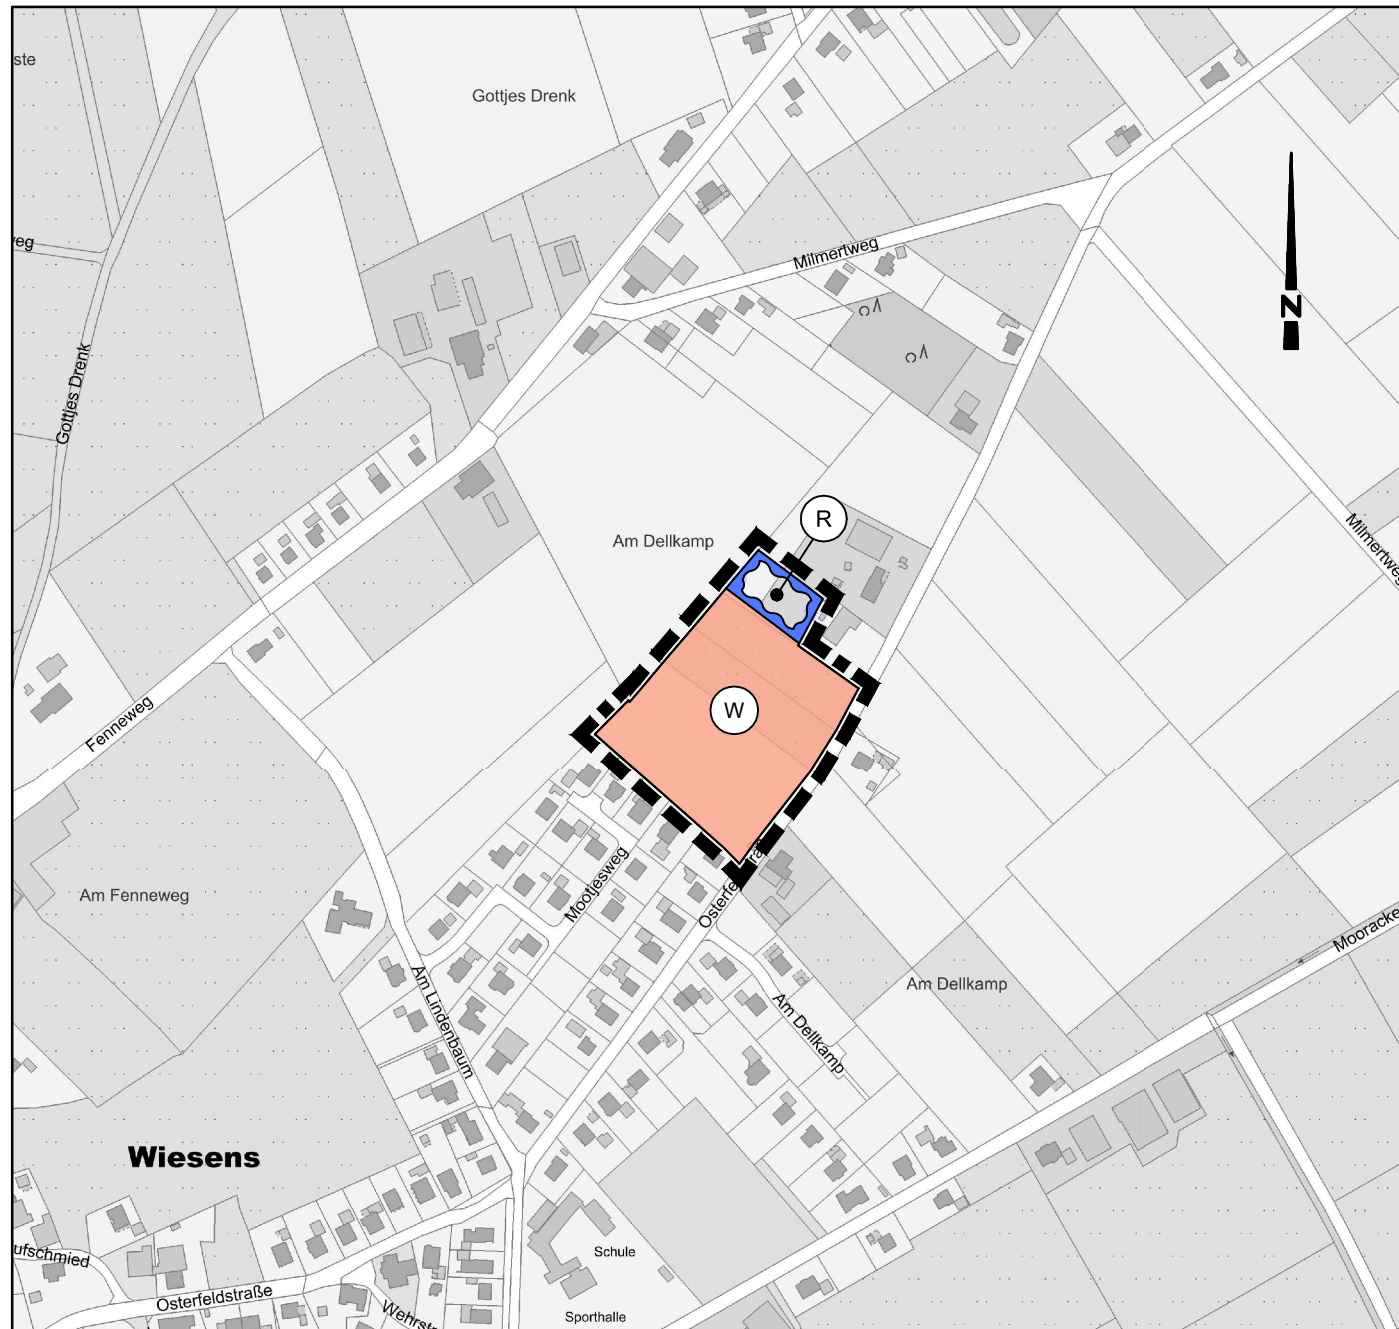 ste
Gottjes Drenk
eg
Milmertweg
N
Gottjes Drenk
R
Am Dellkamp
Milmertweg
W
Fenneweg
Am Fenneweg
Mootjesweg
Osterfe
Am Lindenbaum
Am Dellkamp
Am Dellkamp
Mooracke
Wiesens
Schule
Sporthalle
ufschmied
Osterfeldstraße
Wehrst